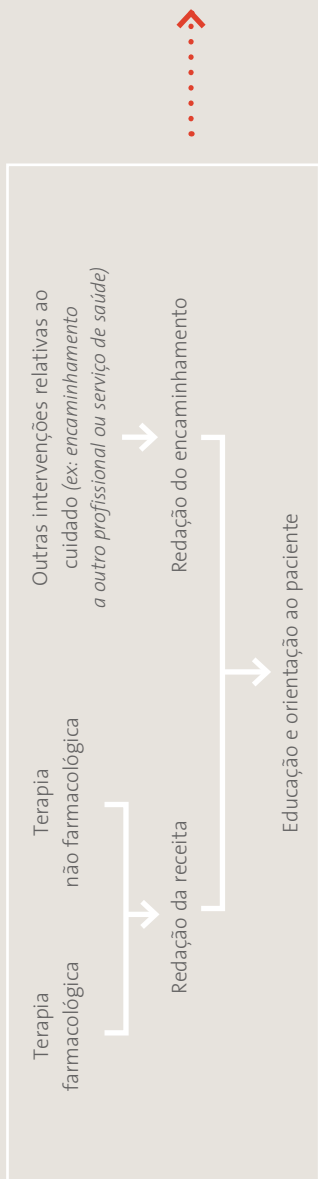 Terapia
farmacológica
Terapia
não farmacológica
Outras intervenções relativas ao
cuidado (ex: encaminhamento
a outro profissional ou serviço de saúde)
Redação da receita
Redação do encaminhamento
Educação e orientação ao paciente